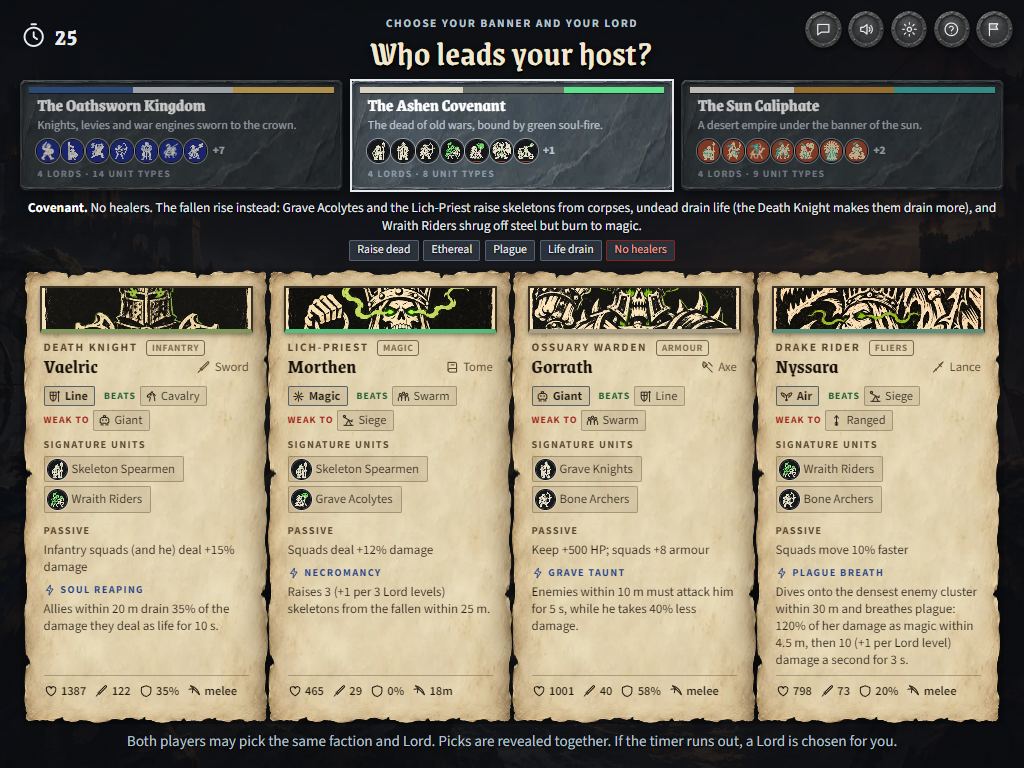 25
CHOOSE YOUR BANNER AND YOUR LORD
Who leads your host?
The Oathsworn Kingdom
Knights, levies and war engines sworn to the crown.
+7
4 LORDS · 14 UNIT TYPES
The Ashen Covenant
The dead of old wars, bound by green soul-fire.
+1
4 LORDS · 8 UNIT TYPES
The Sun Caliphate
A desert empire under the banner of the sun.
+2
4 LORDS · 9 UNIT TYPES
Covenant. No healers. The fallen rise instead: Grave Acolytes and the Lich-Priest raise skeletons from corpses, undead drain life (the Death Knight makes them drain more), and
Wraith Riders shrug off steel but burn to magic.
Raise dead Ethereal Plague Life drain No healers
DEATH KNIGHT INFANTRY
Vaelric Sword
Line BEATS Cavalry
WEAK TO Giant
SIGNATURE UNITS
Skeleton Spearmen
Wraith Riders
PASSIVE
Infantry squads (and he) deal +15%
damage
SOUL REAPING
Allies within 20 m drain 35% of the
damage they deal as life for 10 s.
1387 122 35% melee
LICH-PRIEST MAGIC
Morthen Tome
Magic BEATS Swarm
WEAK TO Siege
SIGNATURE UNITS
Skeleton Spearmen
Grave Acolytes
PASSIVE
Squads deal +12% damage
NECROMANCY
Raises 3 (+1 per 3 Lord levels)
skeletons from the fallen within 25 m.
465 29 0% 18m
OSSUARY WARDEN ARMOUR
Gorrath Axe
Giant BEATS Line
WEAK TO Swarm
SIGNATURE UNITS
Grave Knights
Bone Archers
PASSIVE
Keep +500 HP; squads +8 armour
GRAVE TAUNT
Enemies within 10 m must attack him
for 5 s, while he takes 40% less
damage.
1001 40 58% melee
DRAKE RIDER FLIERS
Nyssara Lance
Air BEATS Siege
WEAK TO Ranged
SIGNATURE UNITS
Wraith Riders
Bone Archers
PASSIVE
Squads move 10% faster
PLAGUE BREATH
Dives onto the densest enemy cluster
within 30 m and breathes plague:
120% of her damage as magic within
4.5 m, then 10 (+1 per Lord level)
damage a second for 3 s.
798 73 20% melee
Both players may pick the same faction and Lord. Picks are revealed together. If the timer runs out, a Lord is chosen for you.